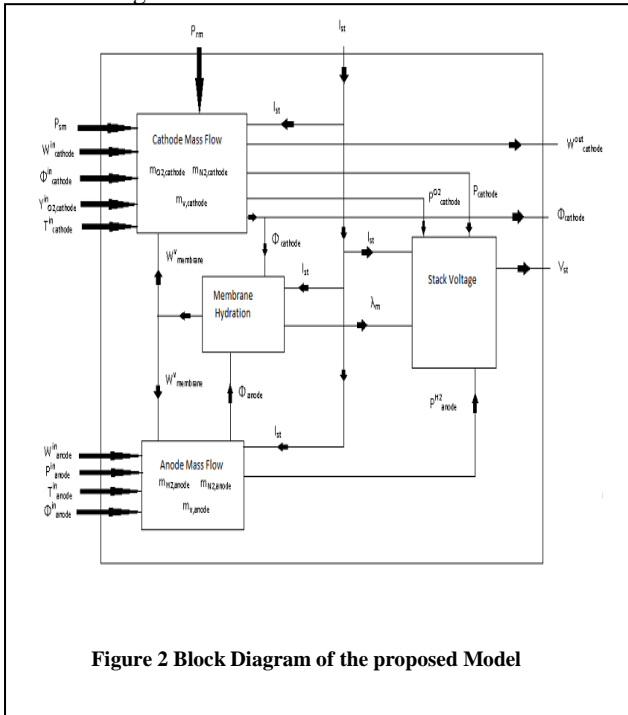 P_rm
I_st
P_sm
W^in_cathode
Φ^in_cathode
Y^in_O2,cathode
T^in_cathode
Cathode Mass Flow
m_O2,cathode m_N2,cathode
m_v,cathode
I_st
W^out_cathode
P^O2_cathode
P_cathode
Φ_cathode
Φ_cathode
W^v_membrane
I_st
I_st
Stack Voltage
V_st
Membrane
Hydration
λ_m
W^v_membrane
Φ_anode
P^H2_anode
I_st
W^in_anode
P^in_anode
T^in_anode
Φ^in_anode
Anode Mass Flow
m_H2,anode m_N2,anode
m_v,anode
Figure 2 Block Diagram of the proposed Model